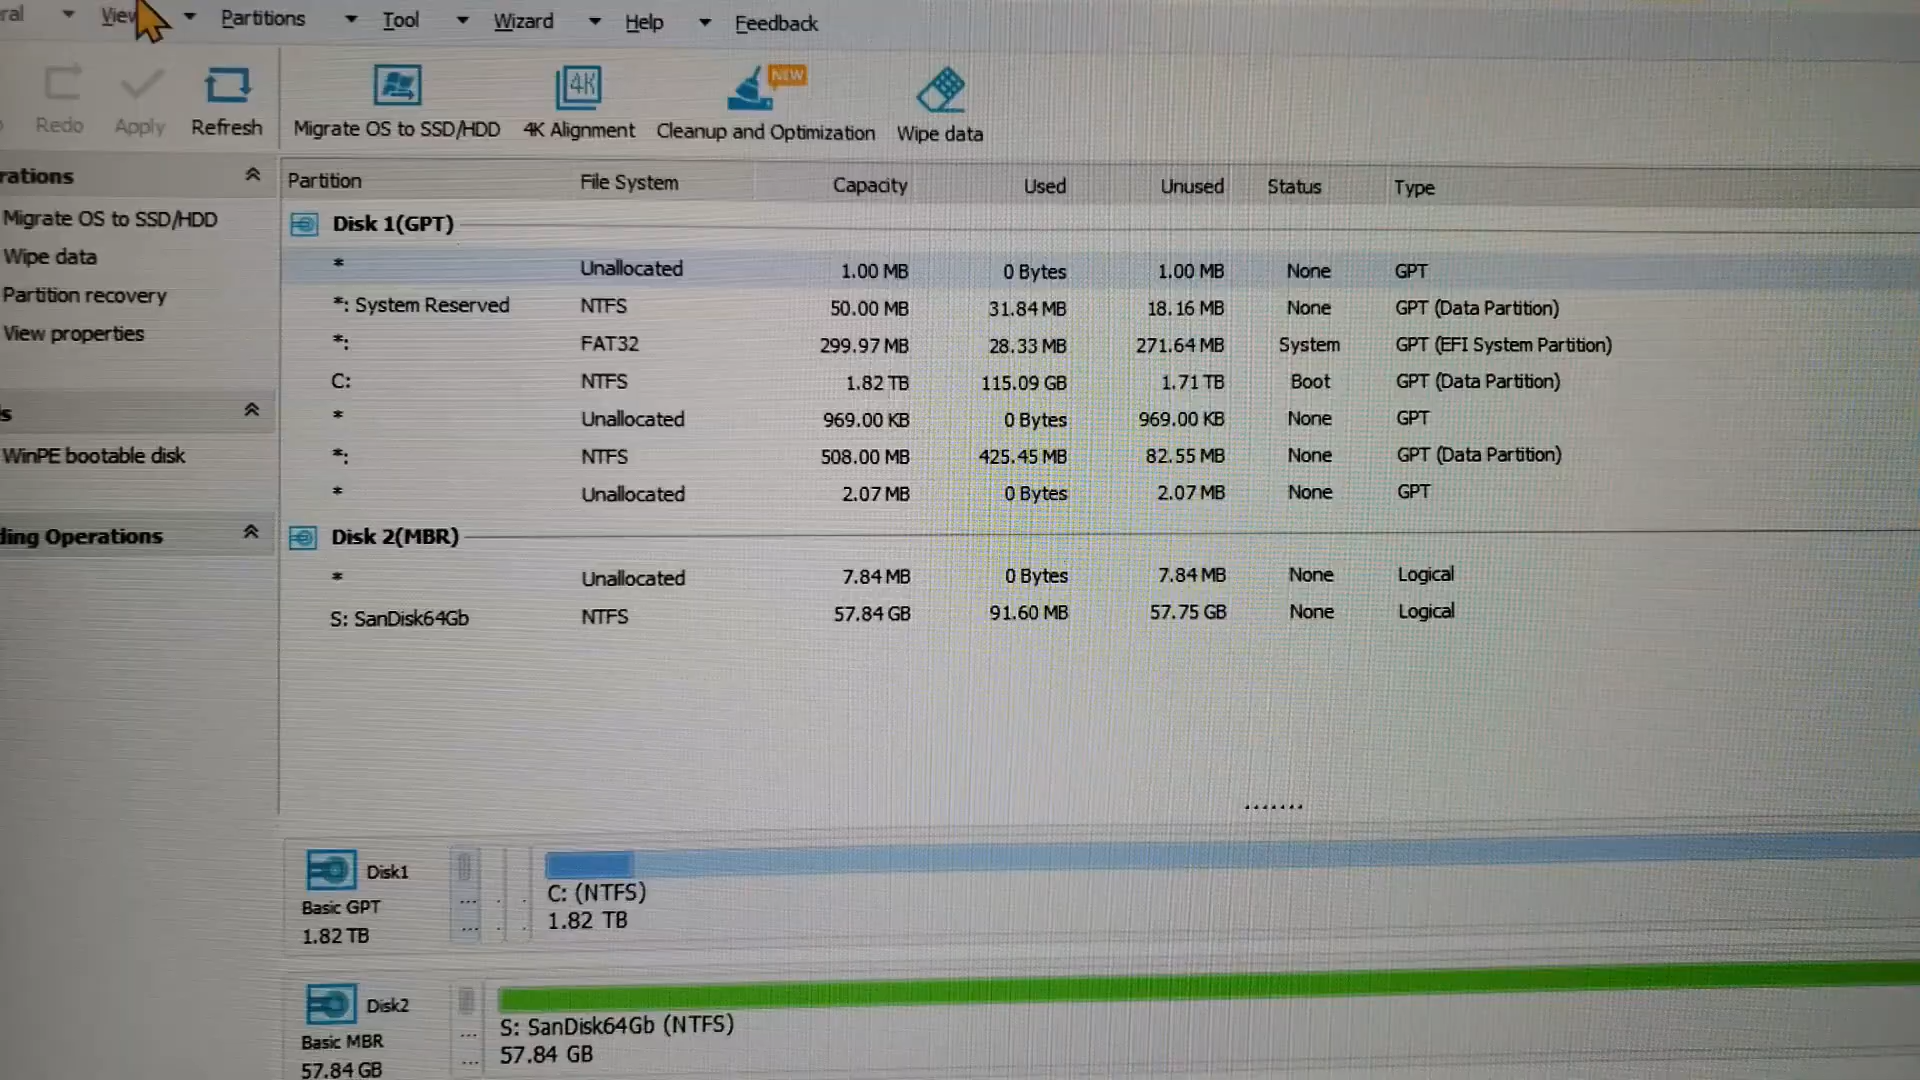 ral View Partitions Tool Wizard Help Feedback
Redo Apply Refresh Migrate OS to SSD/HDD 4K 4K Alignment NEW Cleanup and Optimization Wipe data
rations
Migrate OS to SSD/HDD
Wipe data
Partition recovery
View properties
s
WinPE bootable disk
ding Operations
Partition File System Capacity Used Unused Status Type
Disk 1(GPT)
* Unallocated 1.00 MB 0 Bytes 1.00 MB None GPT
*: System Reserved NTFS 50.00 MB 31.84 MB 18.16 MB None GPT (Data Partition)
*: FAT32 299.97 MB 28.33 MB 271.64 MB System GPT (EFI System Partition)
C: NTFS 1.82 TB 115.09 GB 1.71 TB Boot GPT (Data Partition)
* Unallocated 969.00 KB 0 Bytes 969.00 KB None GPT
*: NTFS 508.00 MB 425.45 MB 82.55 MB None GPT (Data Partition)
* Unallocated 2.07 MB 0 Bytes 2.07 MB None GPT
Disk 2(MBR)
* Unallocated 7.84 MB 0 Bytes 7.84 MB None Logical
S: SanDisk64Gb NTFS 57.84 GB 91.60 MB 57.75 GB None Logical
Disk1
Basic GPT
1.82 TB
C: (NTFS)
1.82 TB
Disk2
Basic MBR
57.84 GB
S: SanDisk64Gb (NTFS)
57.84 GB